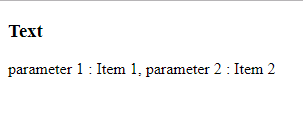 Text
parameter 1 : Item 1, parameter 2 : Item 2